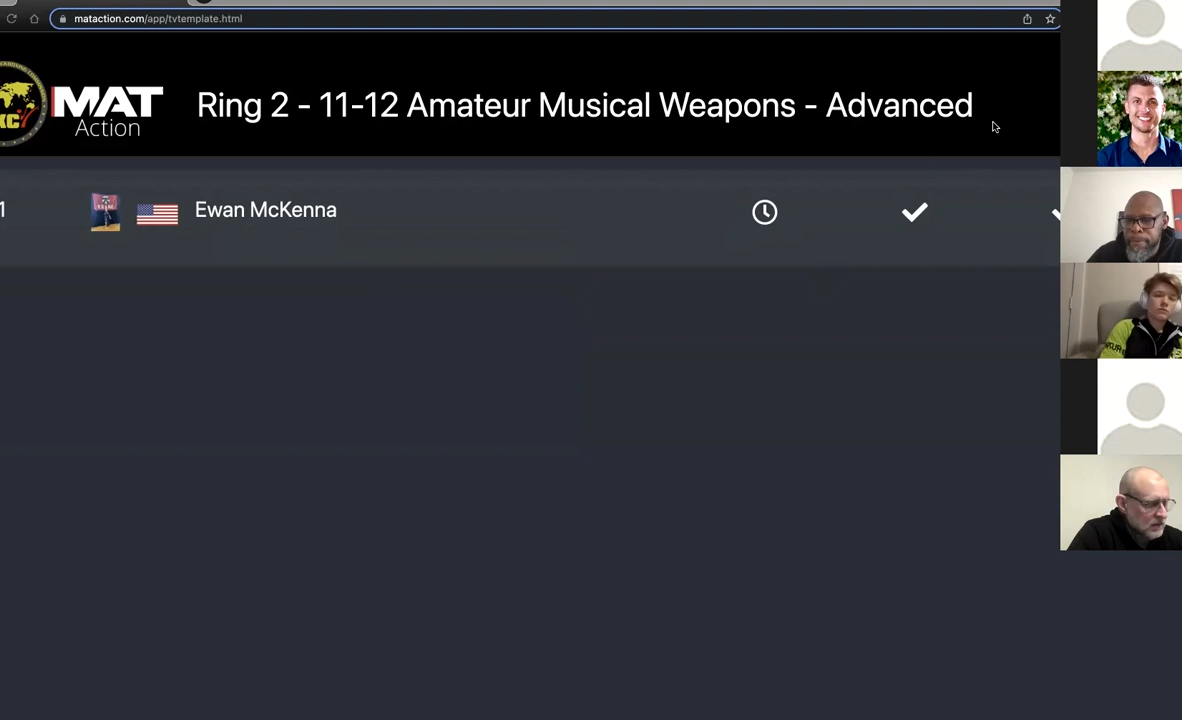 mataction.com/app/tvtemplate.html
MAT
Action
Ring 2 - 11-12 Amateur Musical Weapons - Advanced
1
Ewan McKenna